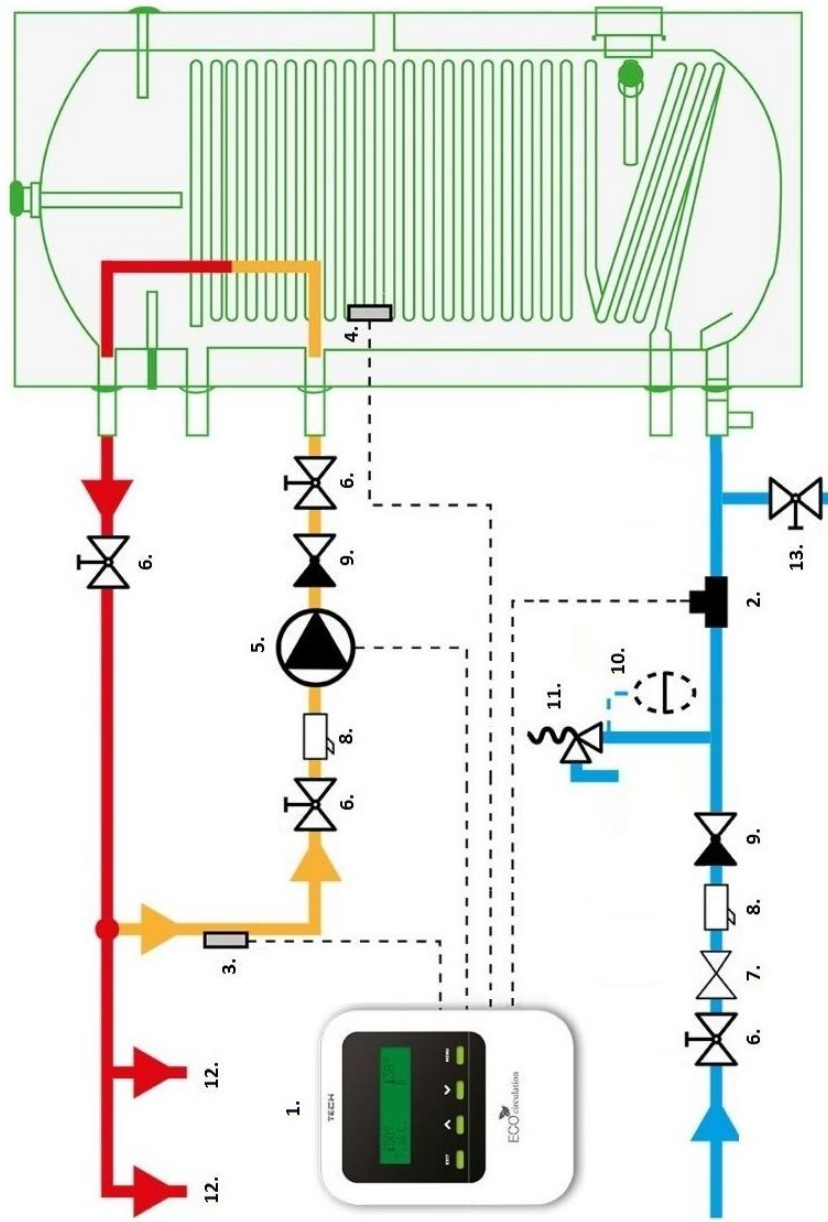 6.
12. 12.
3.
5.
1.
TECH
6. 8. 9. 6. 4.
EXIT MENU
ECO circulation
11.
10.
6. 7. 8. 9. 2.
13.